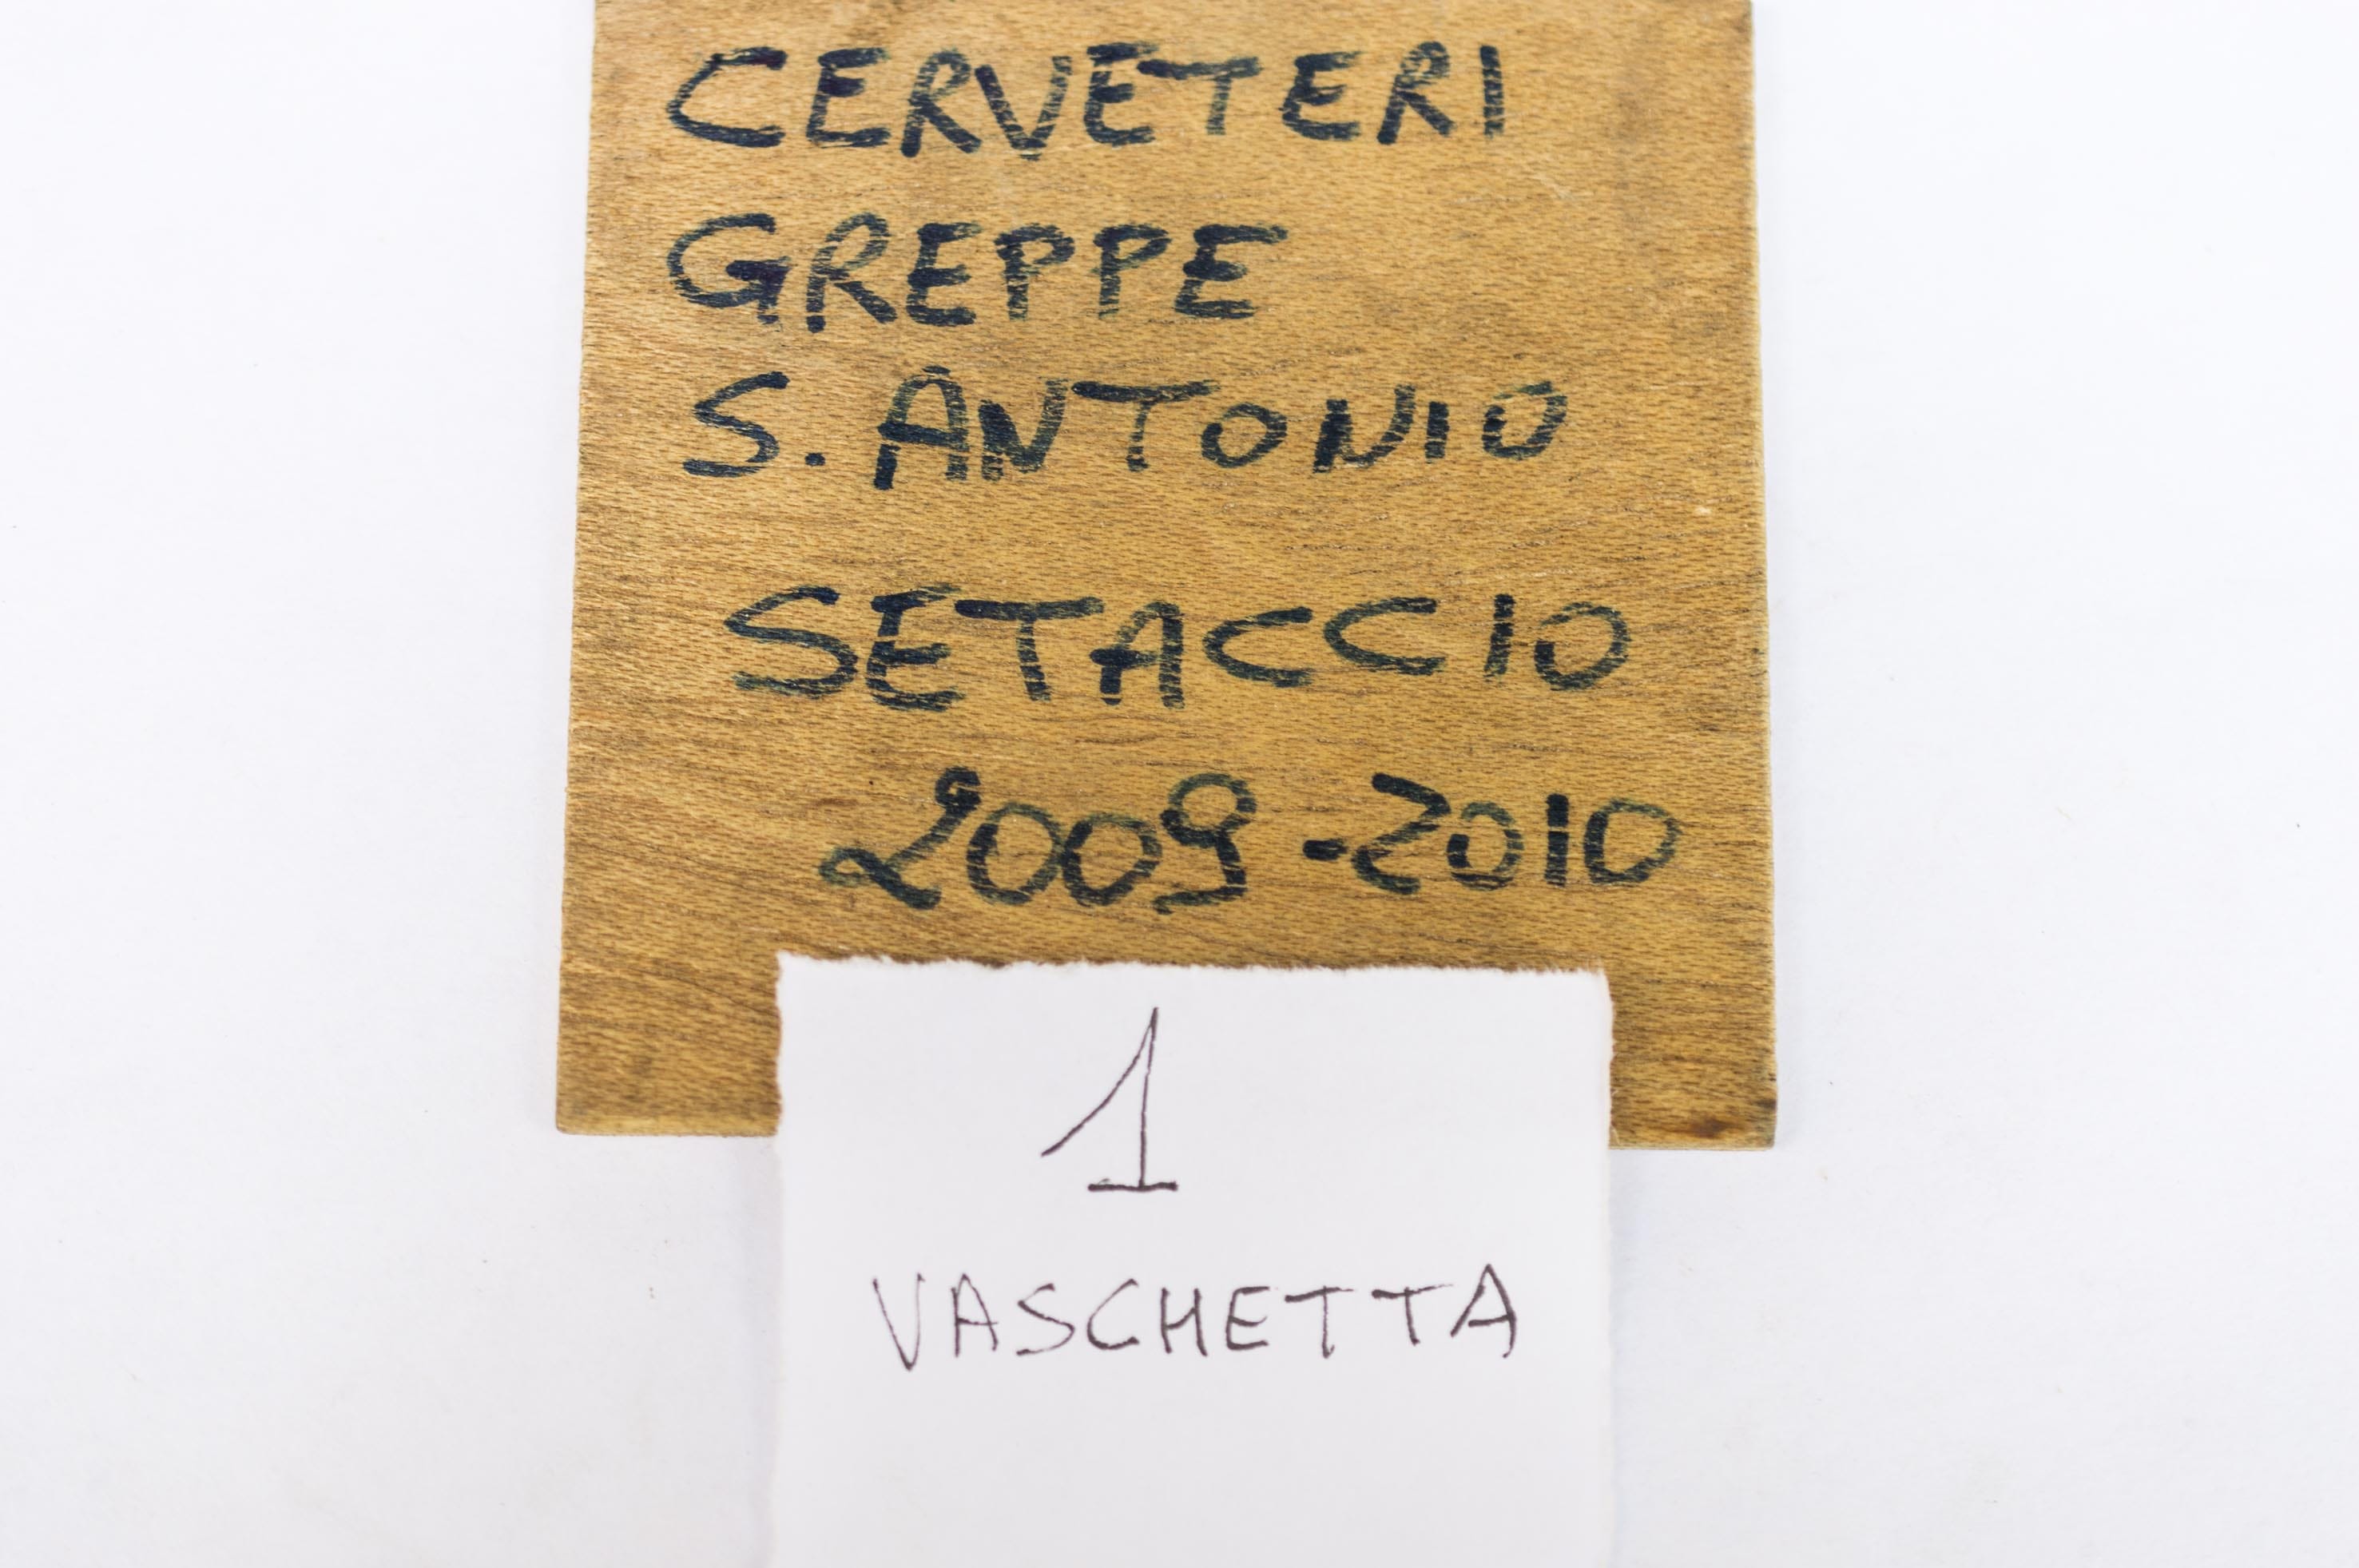 CERVETERI
GREPPE
S. ANTONIO
SETACCIO
2009-2010
1
VASCHETTA